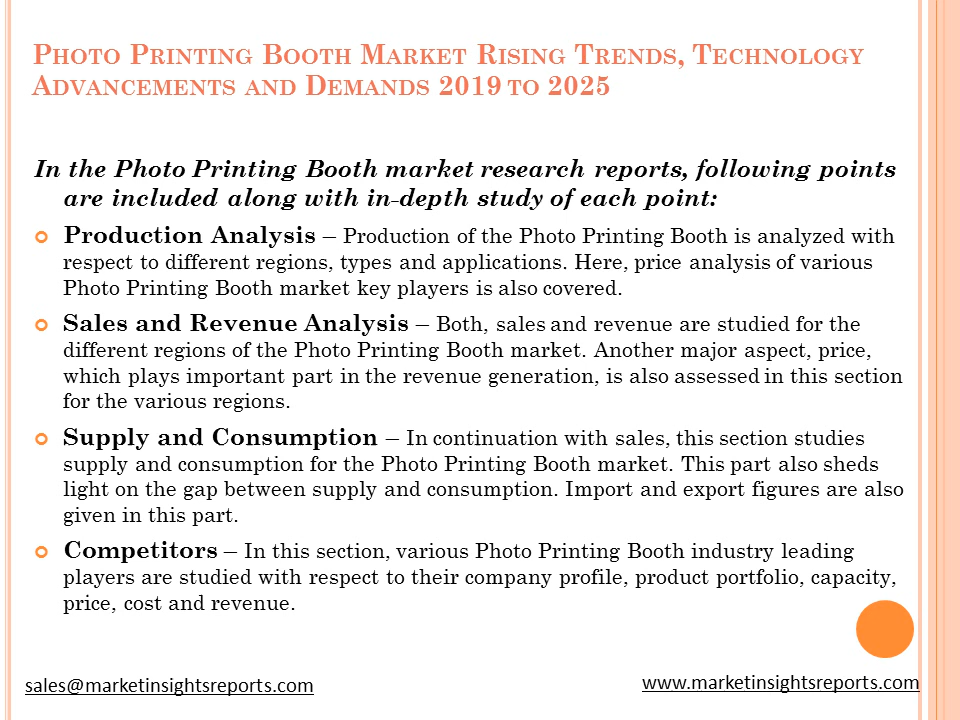 Photo Printing Booth Market Rising Trends, Technology
Advancements and Demands 2019 to 2025
In the Photo Printing Booth market research reports, following points
are included along with in-depth study of each point:
Production Analysis – Production of the Photo Printing Booth is analyzed with
respect to different regions, types and applications. Here, price analysis of various
Photo Printing Booth market key players is also covered.
Sales and Revenue Analysis – Both, sales and revenue are studied for the
different regions of the Photo Printing Booth market. Another major aspect, price,
which plays important part in the revenue generation, is also assessed in this section
for the various regions.
Supply and Consumption – In continuation with sales, this section studies
supply and consumption for the Photo Printing Booth market. This part also sheds
light on the gap between supply and consumption. Import and export figures are also
given in this part.
Competitors – In this section, various Photo Printing Booth industry leading
players are studied with respect to their company profile, product portfolio, capacity,
price, cost and revenue.
sales@marketinsightsreports.com
www.marketinsightsreports.com